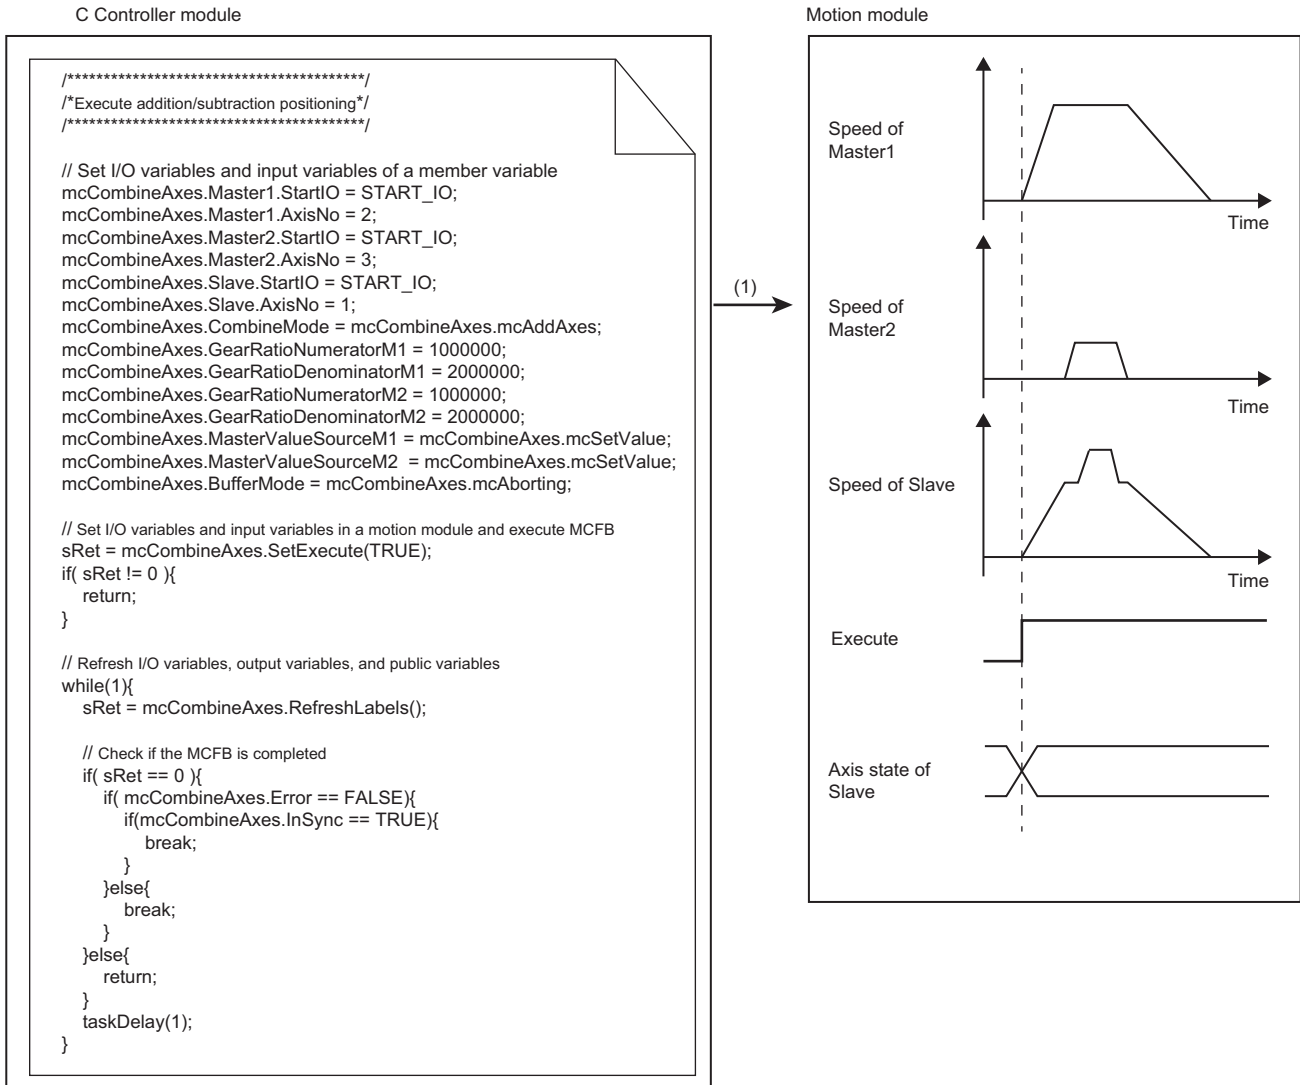 C Controller module
/*****************************************/
/*Execute addition/subtraction positioning*/
/*****************************************/
// Set I/O variables and input variables of a member variable
mcCombineAxes.Master1.StartIO = START_IO;
mcCombineAxes.Master1.AxisNo = 2;
mcCombineAxes.Master2.StartIO = START_IO;
mcCombineAxes.Master2.AxisNo = 3;
mcCombineAxes.Slave.StartIO = START_IO;
mcCombineAxes.Slave.AxisNo = 1;
mcCombineAxes.CombineMode = mcCombineAxes.mcAddAxes;
mcCombineAxes.GearRatioNumeratorM1 = 1000000;
mcCombineAxes.GearRatioDenominatorM1 = 2000000;
mcCombineAxes.GearRatioNumeratorM2 = 1000000;
mcCombineAxes.GearRatioDenominatorM2 = 2000000;
mcCombineAxes.MasterValueSourceM1 = mcCombineAxes.mcSetValue;
mcCombineAxes.MasterValueSourceM2  = mcCombineAxes.mcSetValue;
mcCombineAxes.BufferMode = mcCombineAxes.mcAborting;
// Set I/O variables and input variables in a motion module and execute MCFB
sRet = mcCombineAxes.SetExecute(TRUE);
if( sRet != 0 ){
return;
}
// Refresh I/O variables, output variables, and public variables
while(1){
sRet = mcCombineAxes.RefreshLabels();
// Check if the MCFB is completed
if( sRet == 0 ){
if( mcCombineAxes.Error == FALSE){
if(mcCombineAxes.InSync == TRUE){
break;
}
}else{
break;
}
}else{
return;
}
taskDelay(1);
}
(1)
Motion module
Speed of
Master1
Time
Speed of
Master2
Time
Speed of Slave
Time
Execute
Axis state of
Slave